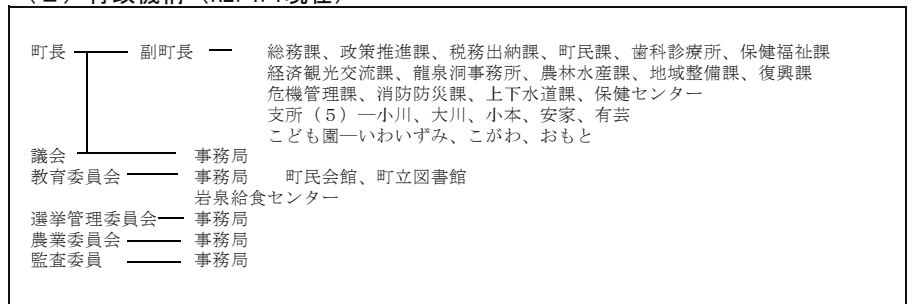 町長 副町長 総務課、政策推進課、税務出納課、町民課、歯科診療所、保健福祉課
経済観光交流課、龍泉洞事務所、農林水産課、地域整備課、復興課
危機管理課、消防防災課、上下水道課、保健センター
支所（5）―小川、大川、小本、安家、有芸
こども園―いわいずみ、こがわ、おもと
議会 事務局
教育委員会 事務局 町民会館、町立図書館
岩泉給食センター
選挙管理委員会 事務局
農業委員会 事務局
監査委員 事務局